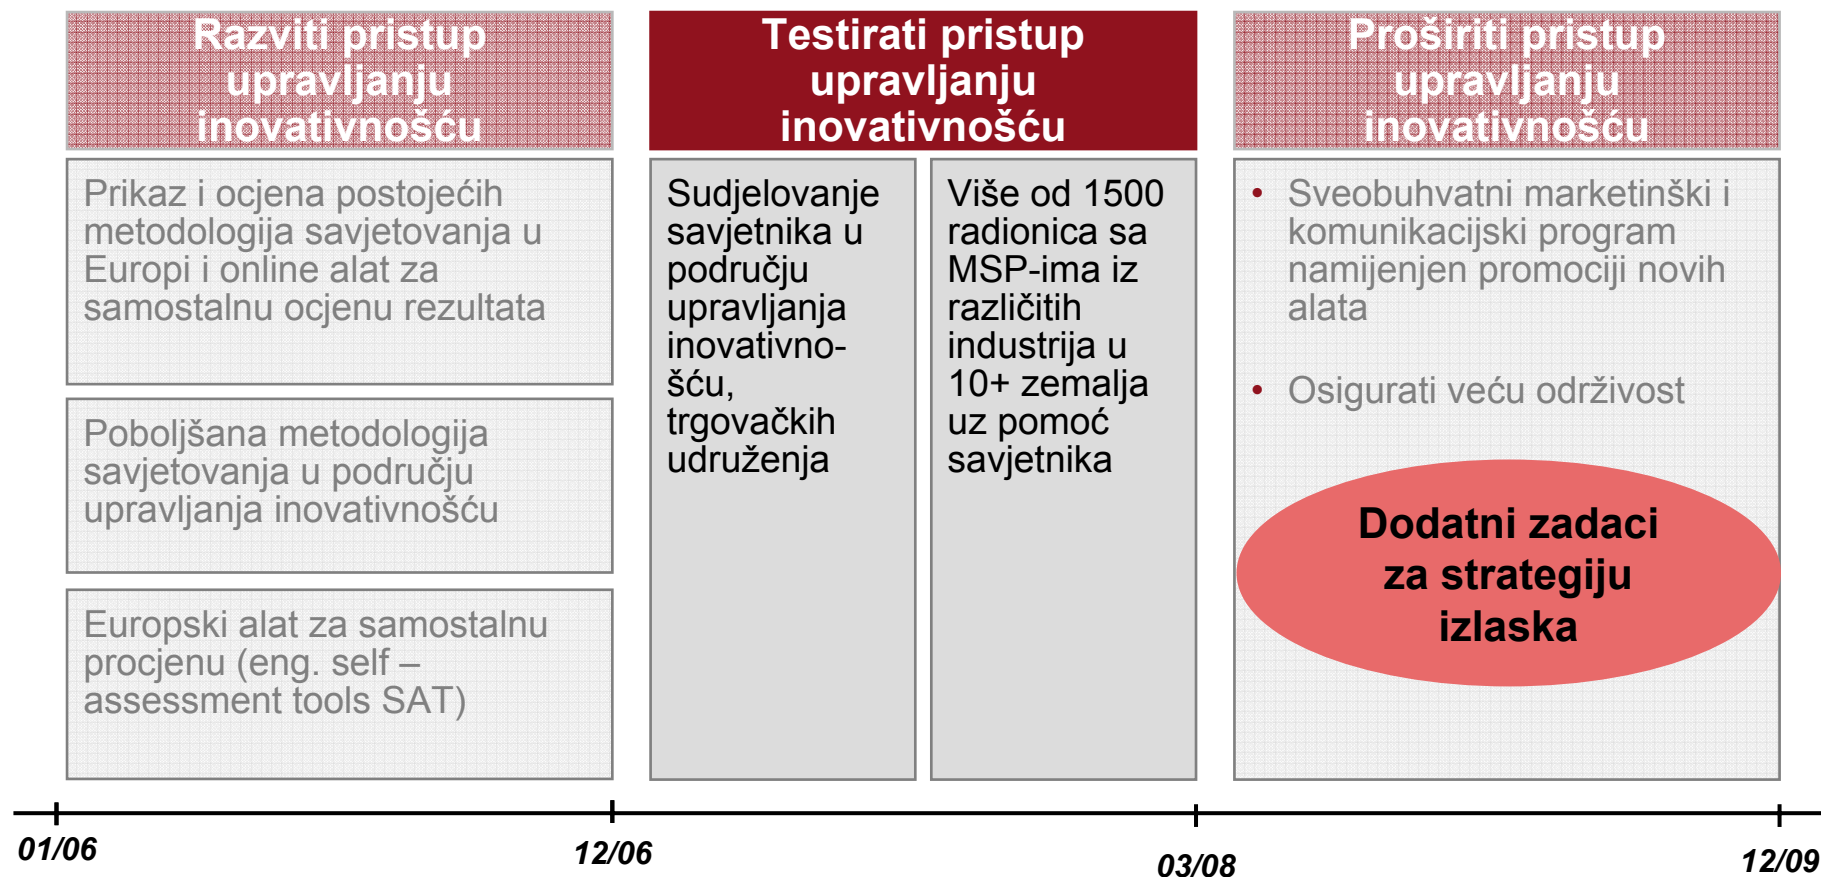 Razviti pristup
upravljanju
inovativnošću
Prikaz i ocjena postojećih
metodologija savjetovanja u
Europi i online alat za
samostalnu ocjenu rezultata
Poboljšana metodologija
savjetovanja u području
upravljanja inovativnošću
Europski alat za samostalnu
procjenu (eng. self –
assessment tools SAT)
Testirati pristup
upravljanju
inovativnošću
Sudjelovanje
savjetnika u
području
upravljanja
inovativno-
šću,
trgovačkih
udruženja
Više od 1500
radionica sa
MSP-ima iz
različitih
industrija u
10+ zemalja
uz pomoć
savjetnika
Proširiti pristup
upravljanju
inovativnošću
• Sveobuhvatni marketinški i
komunikacijski program
namijenjen promociji novih
alata
• Osigurati veću održivost
Dodatni zadaci
za strategiju
izlaska
01/06
12/06
03/08
12/09